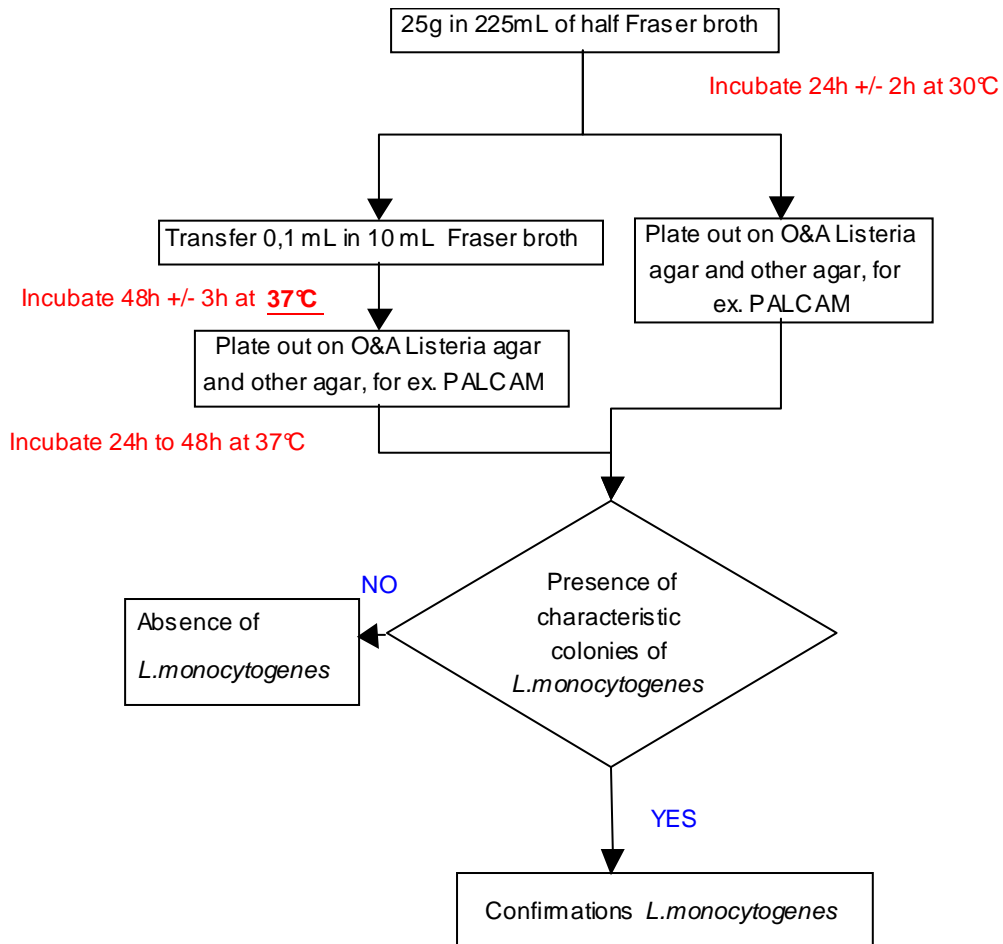 25g in 225mL of half Fraser broth
Incubate 24h +/- 2h at 30°C
Transfer 0,1 mL in 10 mL Fraser broth
Plate out on O&A Listeria
agar and other agar, for
ex. PALCAM
Incubate 48h +/- 3h at 37°C
Plate out on O&A Listeria agar
and other agar, for ex. PALCAM
Incubate 24h to 48h at 37°C
Presence of
characteristic
colonies of
L.monocytogenes
NO
Absence of
L.monocytogenes
YES
Confirmations L.monocytogenes